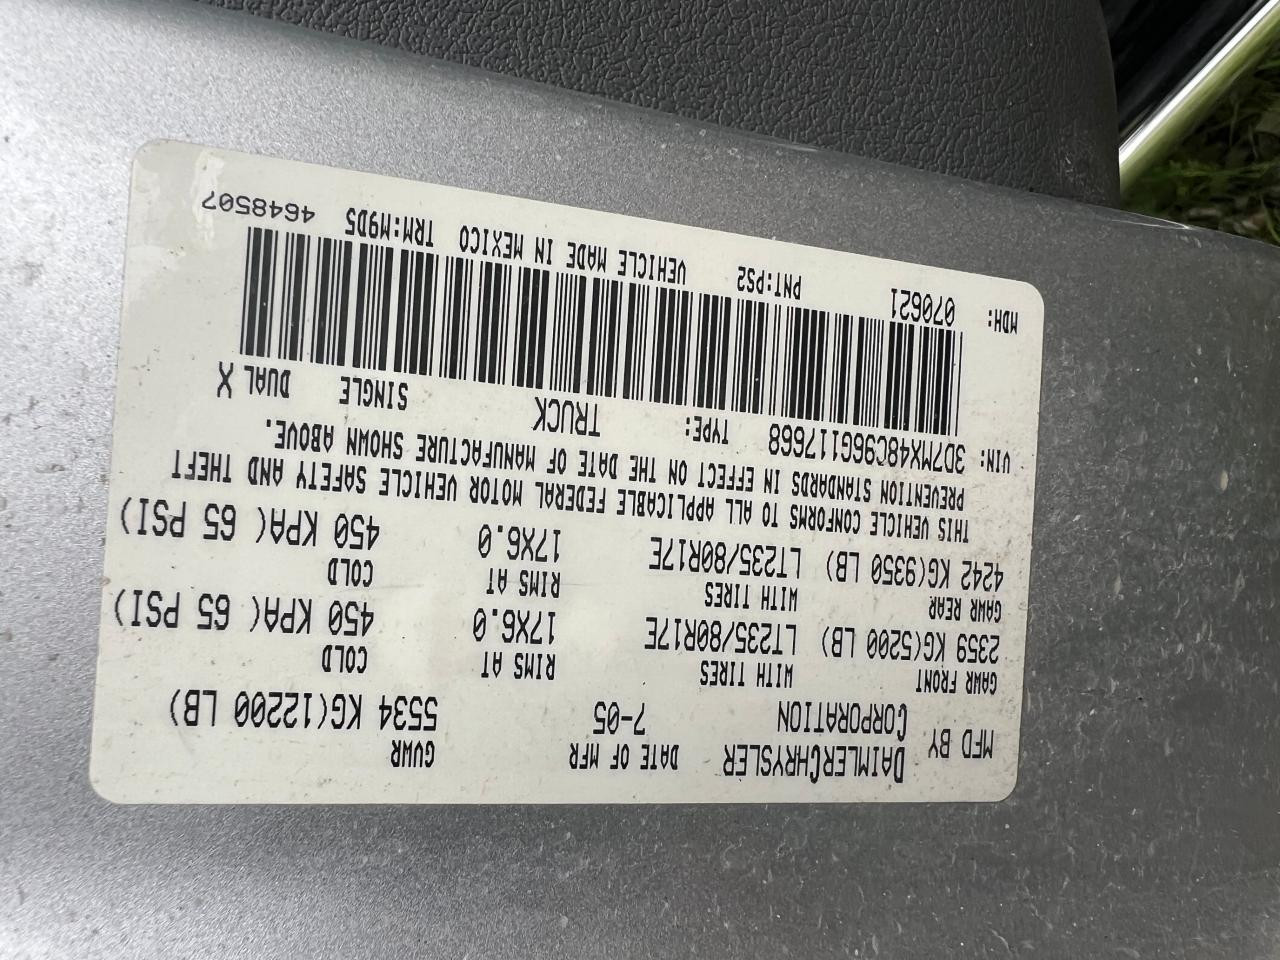 MFD BY DAIMLERCHRYSLER CORPORATION DATE OF MFR 7-05 GVWR 5534 KG(12200 LB)
GAWR FRONT WITH TIRES RIMS AT COLD
2359 KG(5200 LB) LT235/80R17E 17X6.0 450 KPA( 65 PSI)
GAWR REAR WITH TIRES RIMS AT COLD
4242 KG(9350 LB) LT235/80R17E 17X6.0 450 KPA( 65 PSI)
THIS VEHICLE CONFORMS TO ALL APPLICABLE FEDERAL MOTOR VEHICLE SAFETY AND THEFT
PREVENTION STANDARDS IN EFFECT ON THE DATE OF MANUFACTURE SHOWN ABOVE.
VIN: 3D7MX48C96G117668 TYPE: TRUCK SINGLE DUAL X
MDH: 070621 PNT:PS2 VEHICLE MADE IN MEXICO TRM:M9D5 4648507